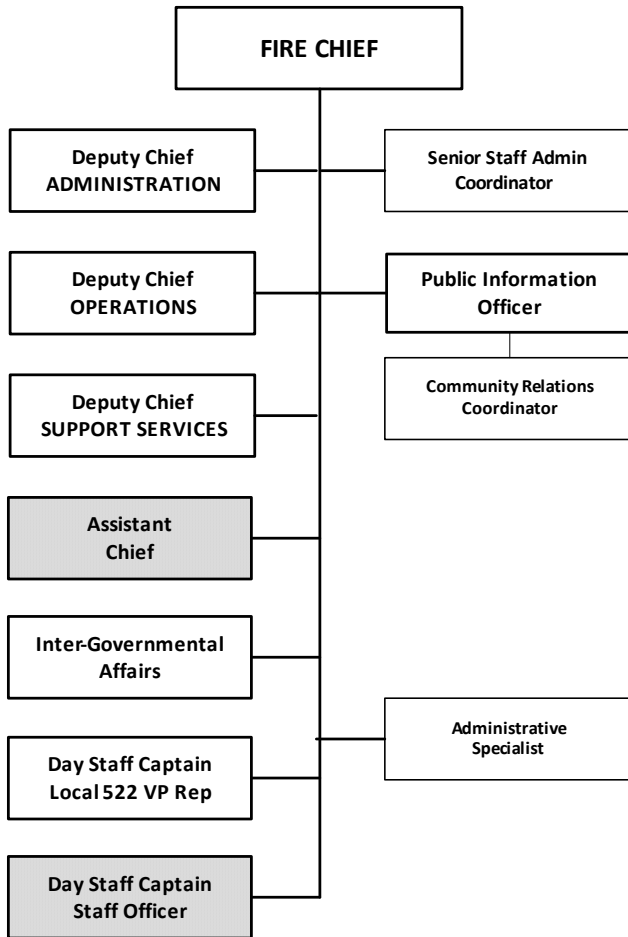 FIRE CHIEF
Deputy Chief
ADMINISTRATION
Senior Staff Admin
Coordinator
Deputy Chief
OPERATIONS
Public Information
Officer
Deputy Chief
SUPPORT SERVICES
Community Relations
Coordinator
Assistant
Chief
Inter-Governmental
Affairs
Administrative
Specialist
Day Staff Captain
Local 522 VP Rep
Day Staff Captain
Staff Officer